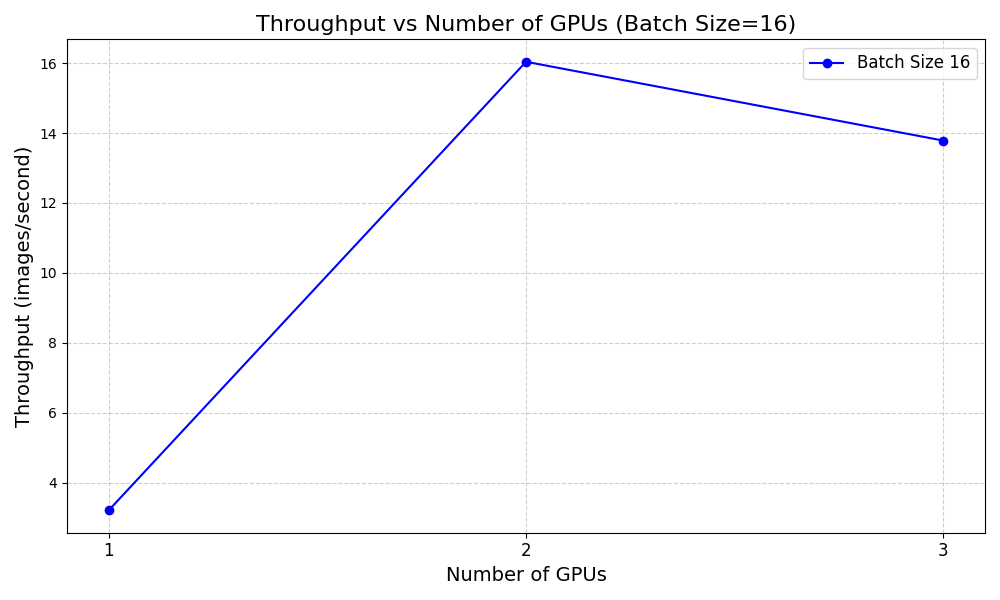 Throughput vs Number of GPUs (Batch Size=16)
Batch Size 16
Throughput (images/second)
16
14
12
10
8
6
4
1 2 3
Number of GPUs